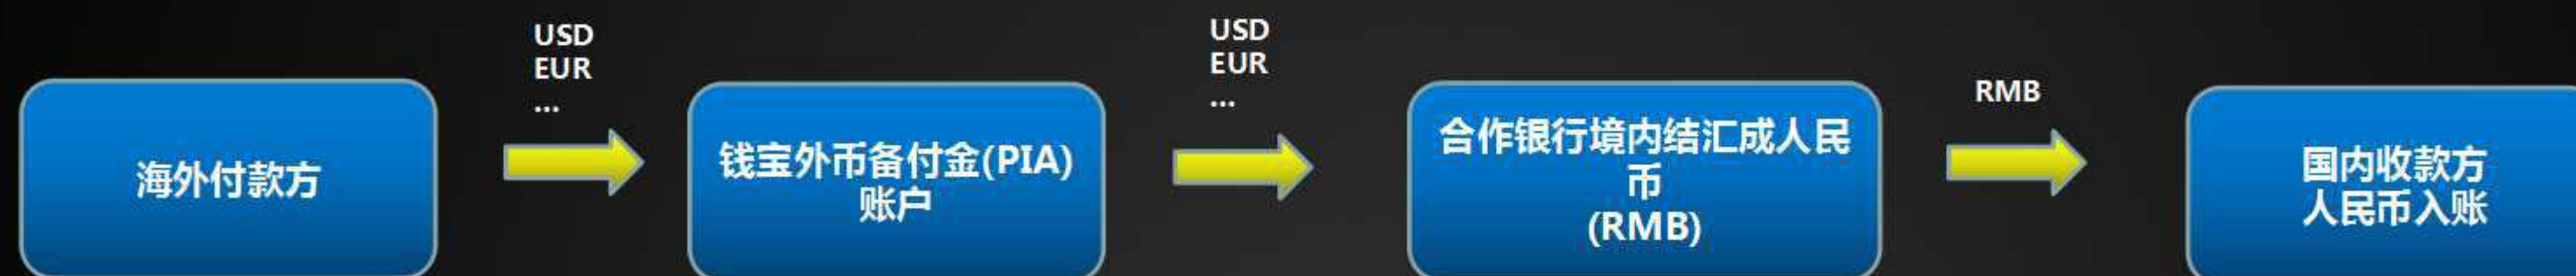 海外付款方
USD
EUR
...
钱宝外币备付金(PIA)
账户
USD
EUR
...
合作银行境内结汇成人民
币
(RMB)
RMB
国内收款方
人民币入账